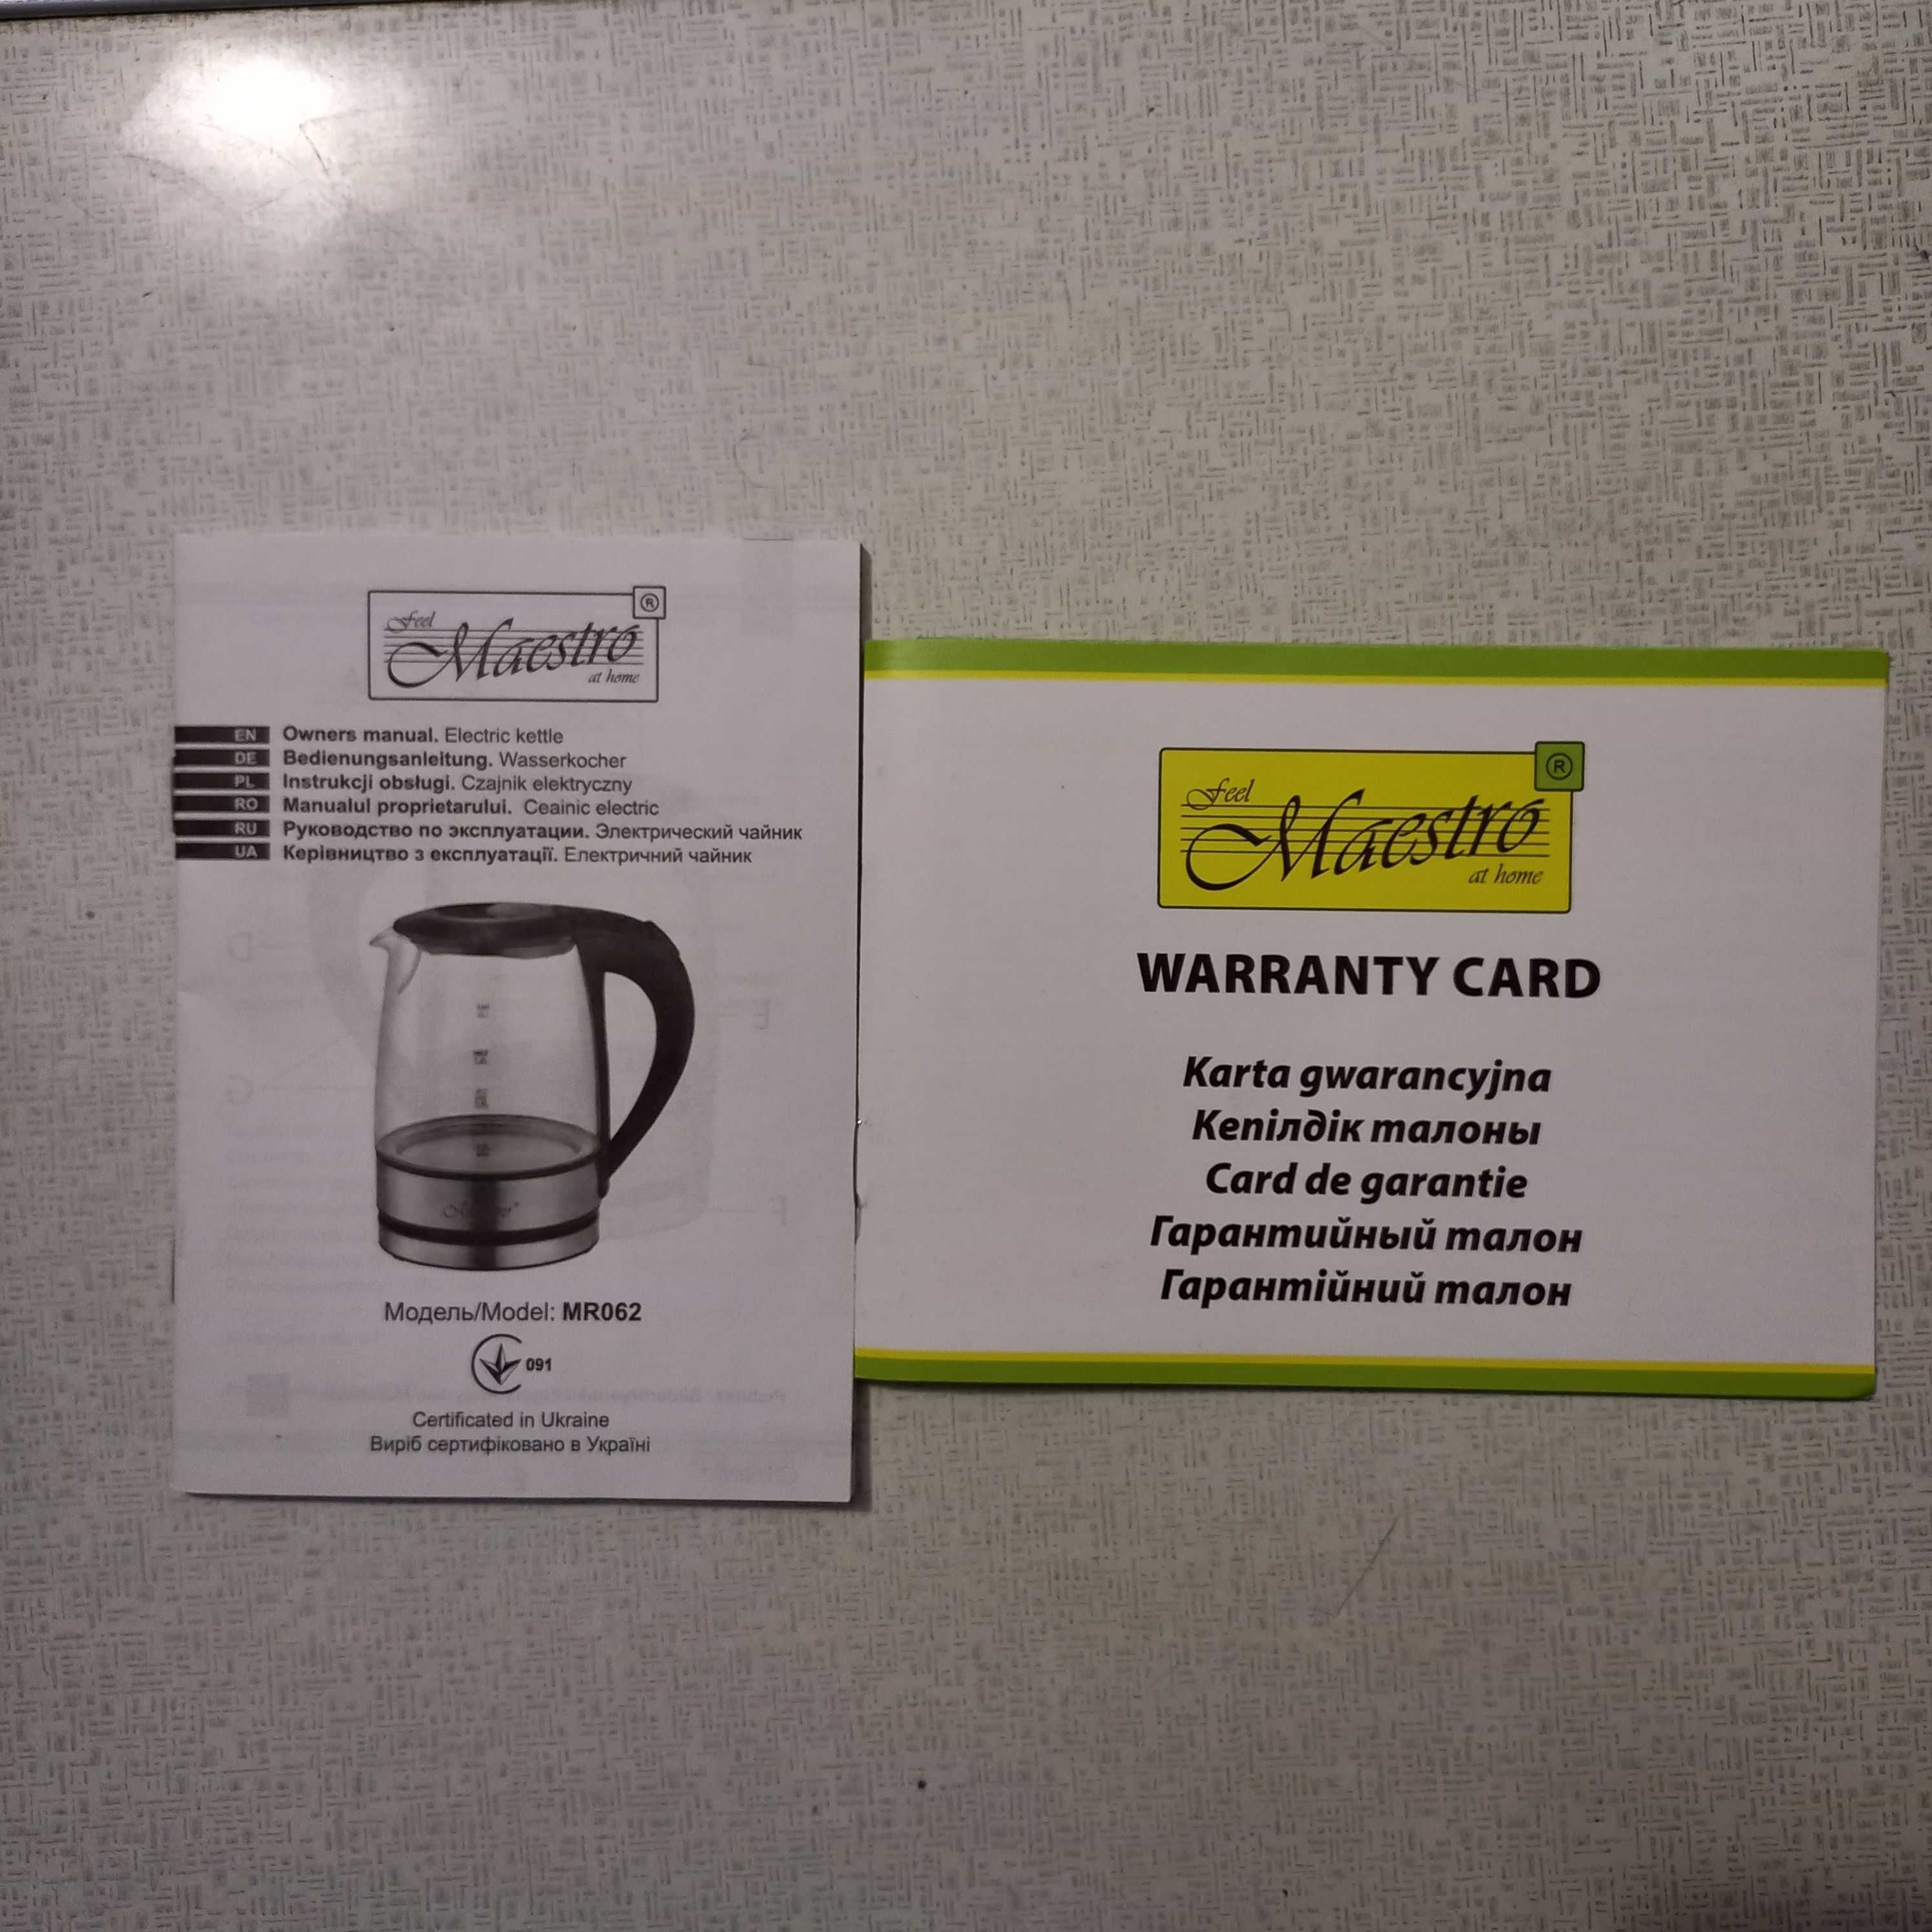 Feel
Maestro ®
at home
EN Owners manual. Electric kettle
DE Bedienungsanleitung. Wasserkocher
PL Instrukcji obsługi. Czajnik elektryczny
RO Manualul proprietarului. Ceainic electric
RU Руководство по эксплуатации. Электрический чайник
UA Керівництво з експлуатації. Електричний чайник
Модель/Model: MR062
091
Certificated in Ukraine
Виріб сертифіковано в Україні
Feel
Maestro ®
at home
WARRANTY CARD
Karta gwarancyjna
Кепілдік талоны
Card de garantie
Гарантийный талон
Гарантійний талон